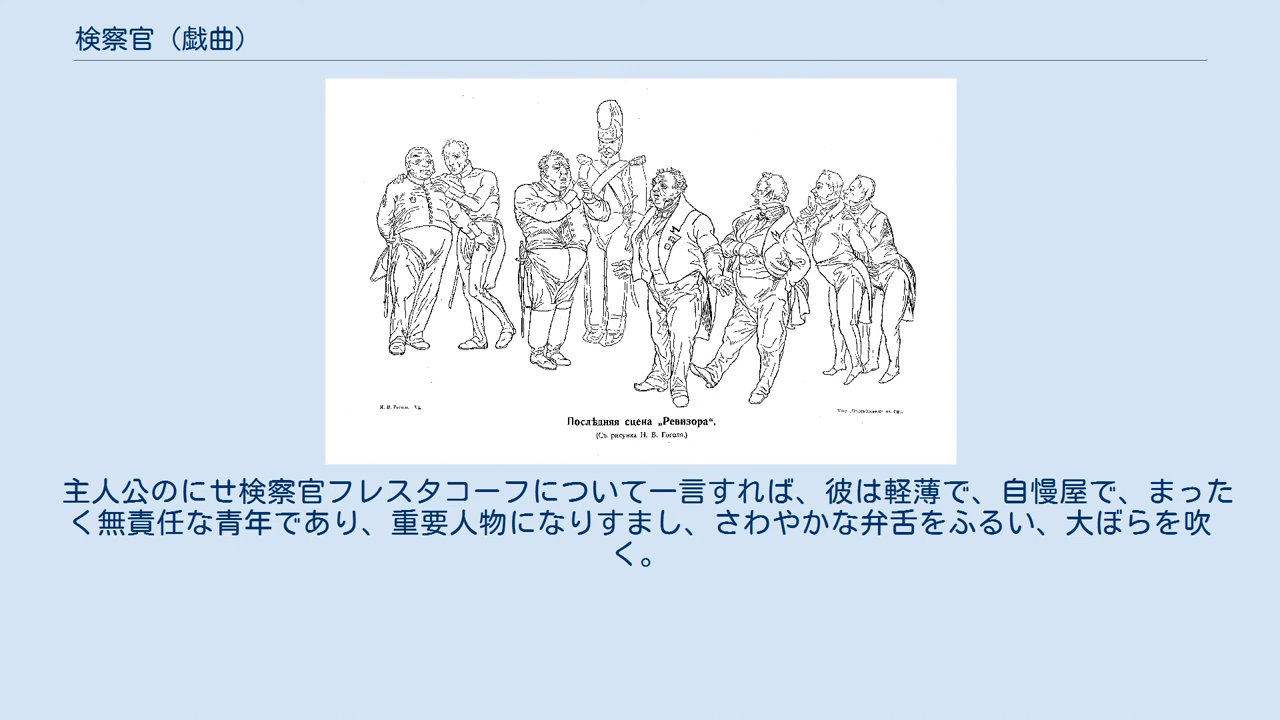 検察官（戯曲）
Послѣдняя сцена „Ревизора“.
(Съ рисунка Н. В. Гоголя.)
主人公のにせ検察官フレスタコーフについて一言すれば、彼は軽薄で、自慢屋で、まった
く無責任な青年であり、重要人物になりすまし、さわやかな弁舌をふるい、大ぼらを吹
く。